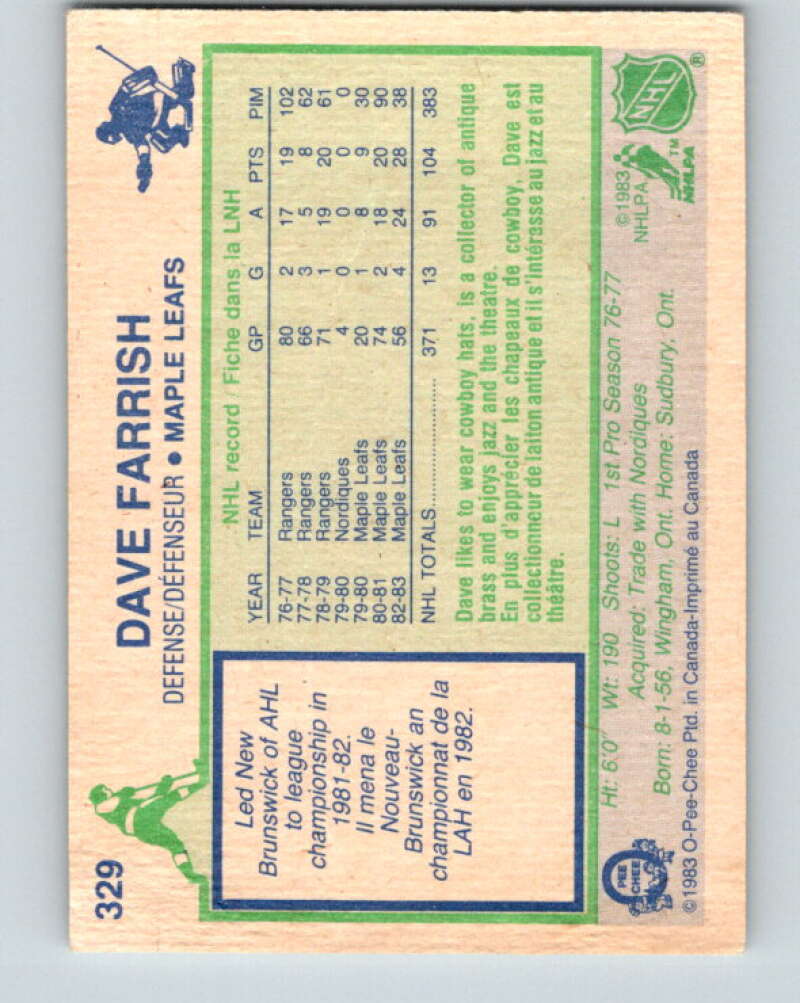 329
DAVE FARRISH
DEFENSE/DÉFENSEUR • MAPLE LEAFS
Led New
Brunswick of AHL
to league
championship in
1981-82.
Il mena le
Nouveau-
Brunswick an
championnat de la
LAH en 1982.
NHL record / Fiche dans la LNH
YEAR TEAM GP G A PTS PIM
76-77 Rangers 80 2 17 19 102
77-78 Rangers 66 3 5 8 62
78-79 Rangers 71 1 19 20 61
79-80 Nordiques 4 0 0 0 0
79-80 Maple Leafs 20 1 8 9 30
80-81 Maple Leafs 74 2 18 20 90
82-83 Maple Leafs 56 4 24 28 38
NHL TOTALS.................... 371 13 91 104 383
Dave likes to wear cowboy hats, is a collector of antique
brass and enjoys jazz and the theatre.
En plus d'apprécier les chapeaux de cowboy, Dave est
collectionneur de laiton antique et il s'intérasse au jazz et au
théâtre.
Ht: 6'0" Wt: 190 Shoots: L 1st Pro Season 76-77
Acquired: Trade with Nordiques
Born: 8-1-56, Wingham, Ont. Home: Sudbury, Ont.
©1983 O-Pee-Chee Ptd. in Canada-Imprimé au Canada
O
PEE
CHEE
©1983
NHLPA
TM
NHLPA
NHL
®